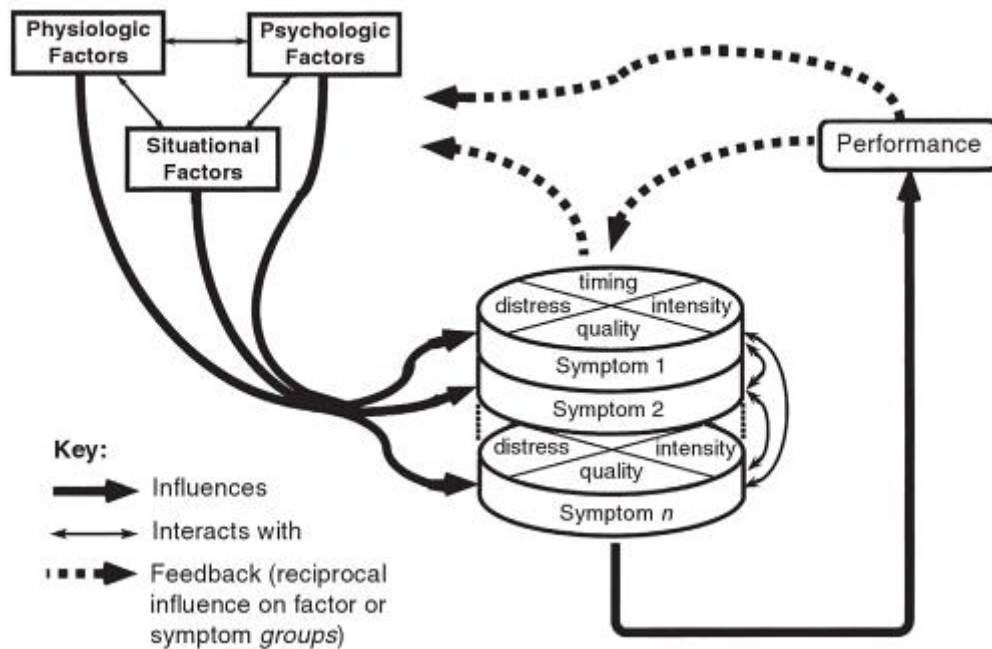 Physiologic
Factors
Psychologic
Factors
Situational
Factors
Performance
timing
distress
intensity
quality
Symptom 1
Symptom 2
distress
intensity
quality
Symptom n
Key:
Influences
Interacts with
Feedback (reciprocal
influence on factor or
symptom groups)